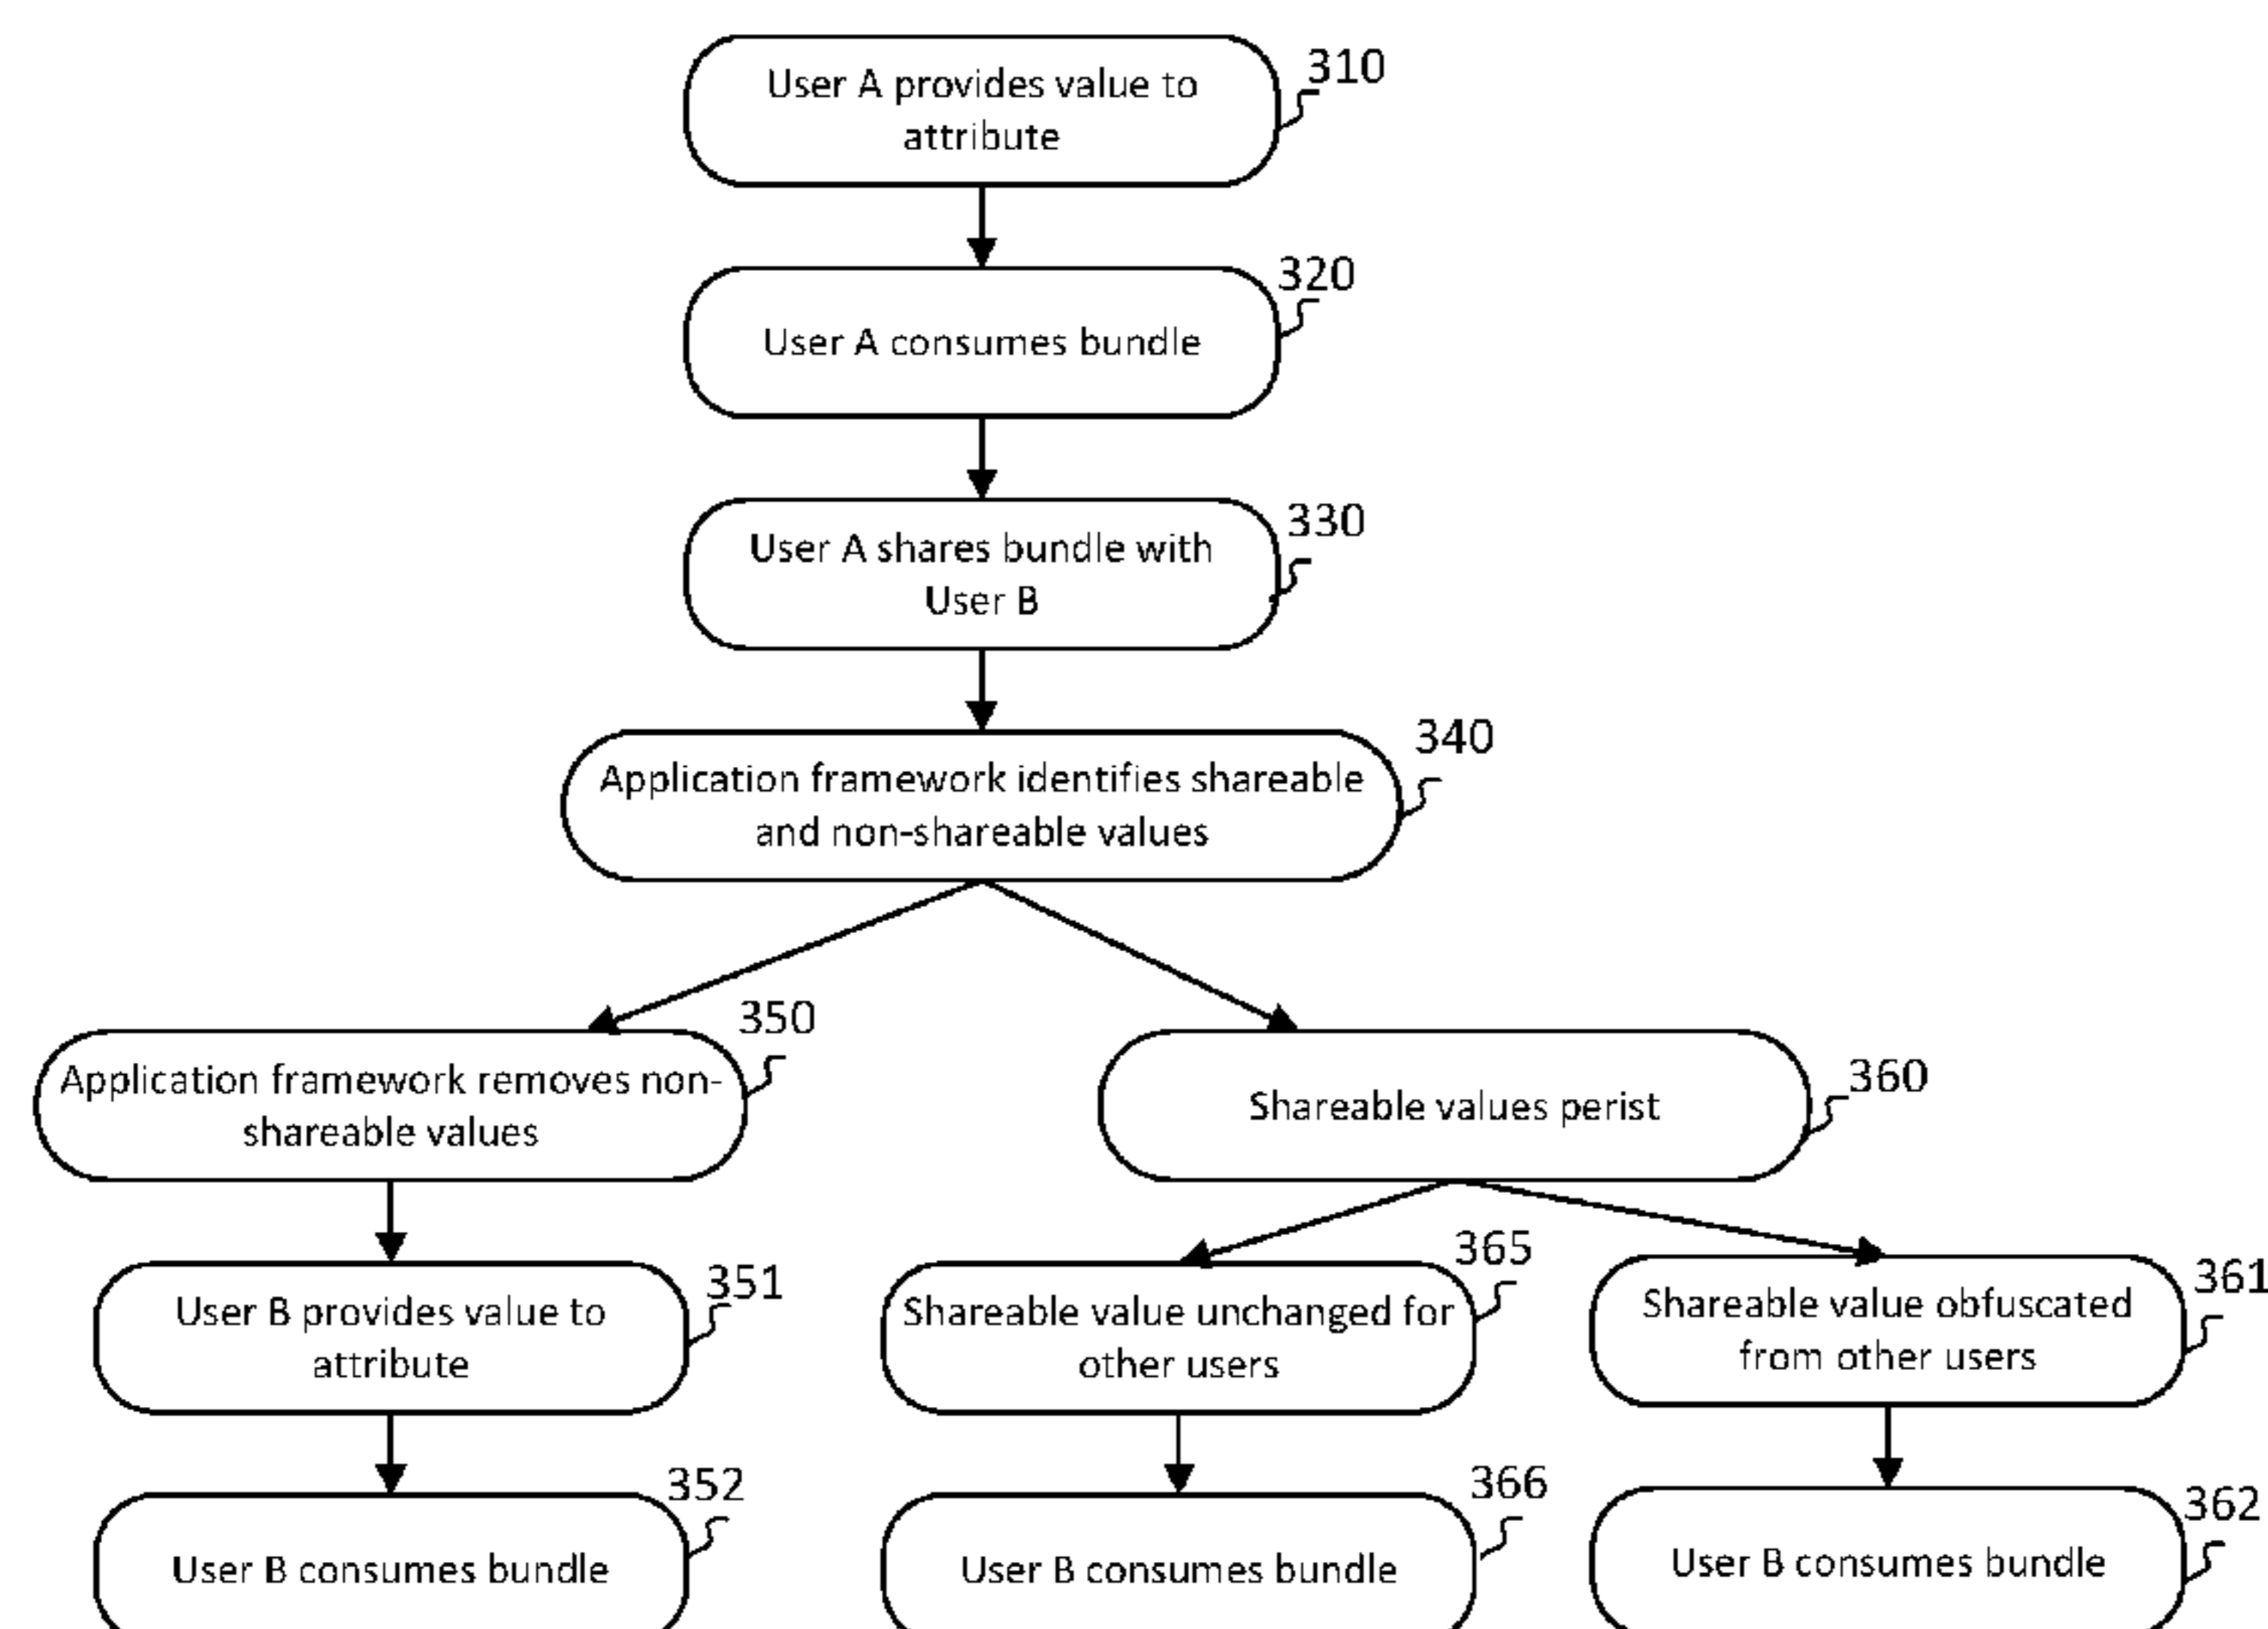 User A provides value to
attribute
310
User A consumes bundle
320
User A shares bundle with
User B
330
Application framework identifies shareable
and non-shareable values
340
Application framework removes non-
shareable values
350
Shareable values perist
360
User B provides value to
attribute
351
Shareable value unchanged for
other users
365
Shareable value obfuscated
from other users
361
User B consumes bundle
352
User B consumes bundle
366
User B consumes bundle
362